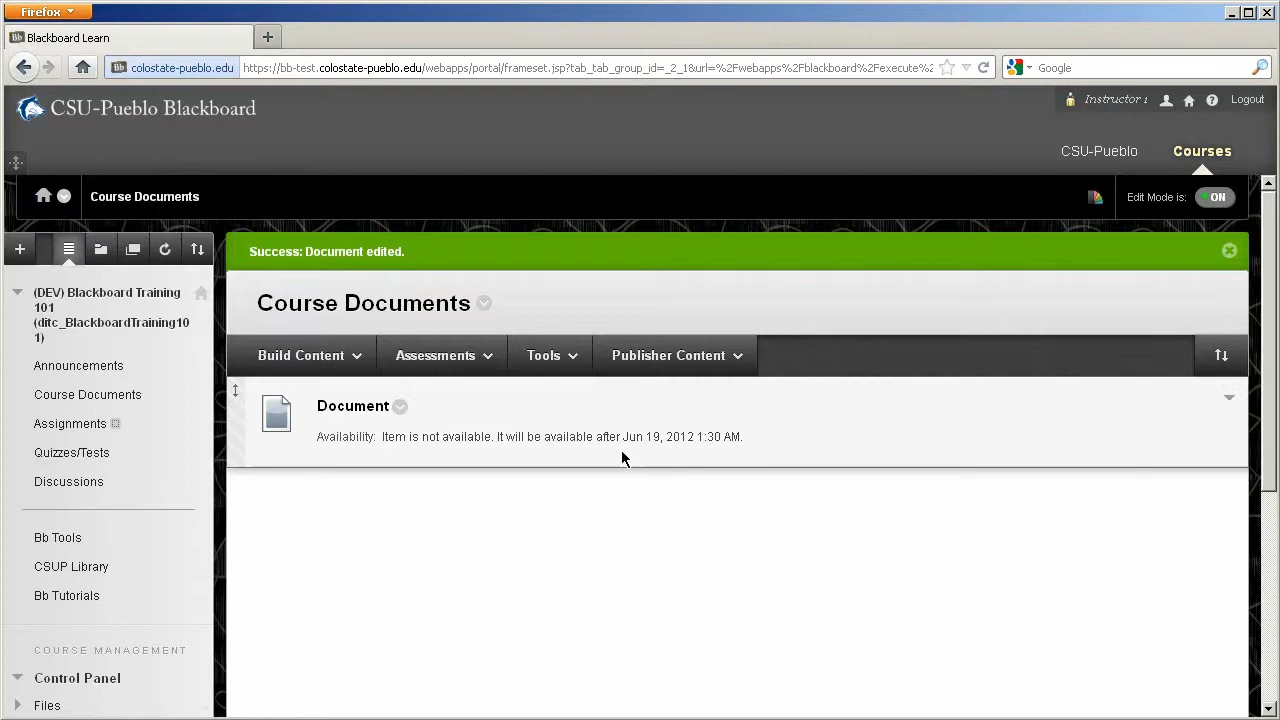 Firefox
Blackboard Learn
colostate-pueblo.edu
https://bb-test.colostate-pueblo.edu/webapps/portal/frameset.jsp?tab_tab_group_id=_2_1&url=%2Fwebapps%2Fblackboard%2Fexecute%2
Google
CSU-Pueblo Blackboard
Instructor
Logout
CSU-Pueblo
Courses
Course Documents
Edit Mode is:
ON
Success: Document edited.
(DEV) Blackboard Training
101
(ditc_BlackboardTraining10
1)
Course Documents
Build Content
Assessments
Tools
Publisher Content
Announcements
Course Documents
Assignments
Quizzes/Tests
Discussions
Document
Availability: Item is not available. It will be available after Jun 2012 1:30 AM.
Bb Tools
CSUP Library
Bb Tutorials
COURSE MANAGEMENT
Control Panel
Files